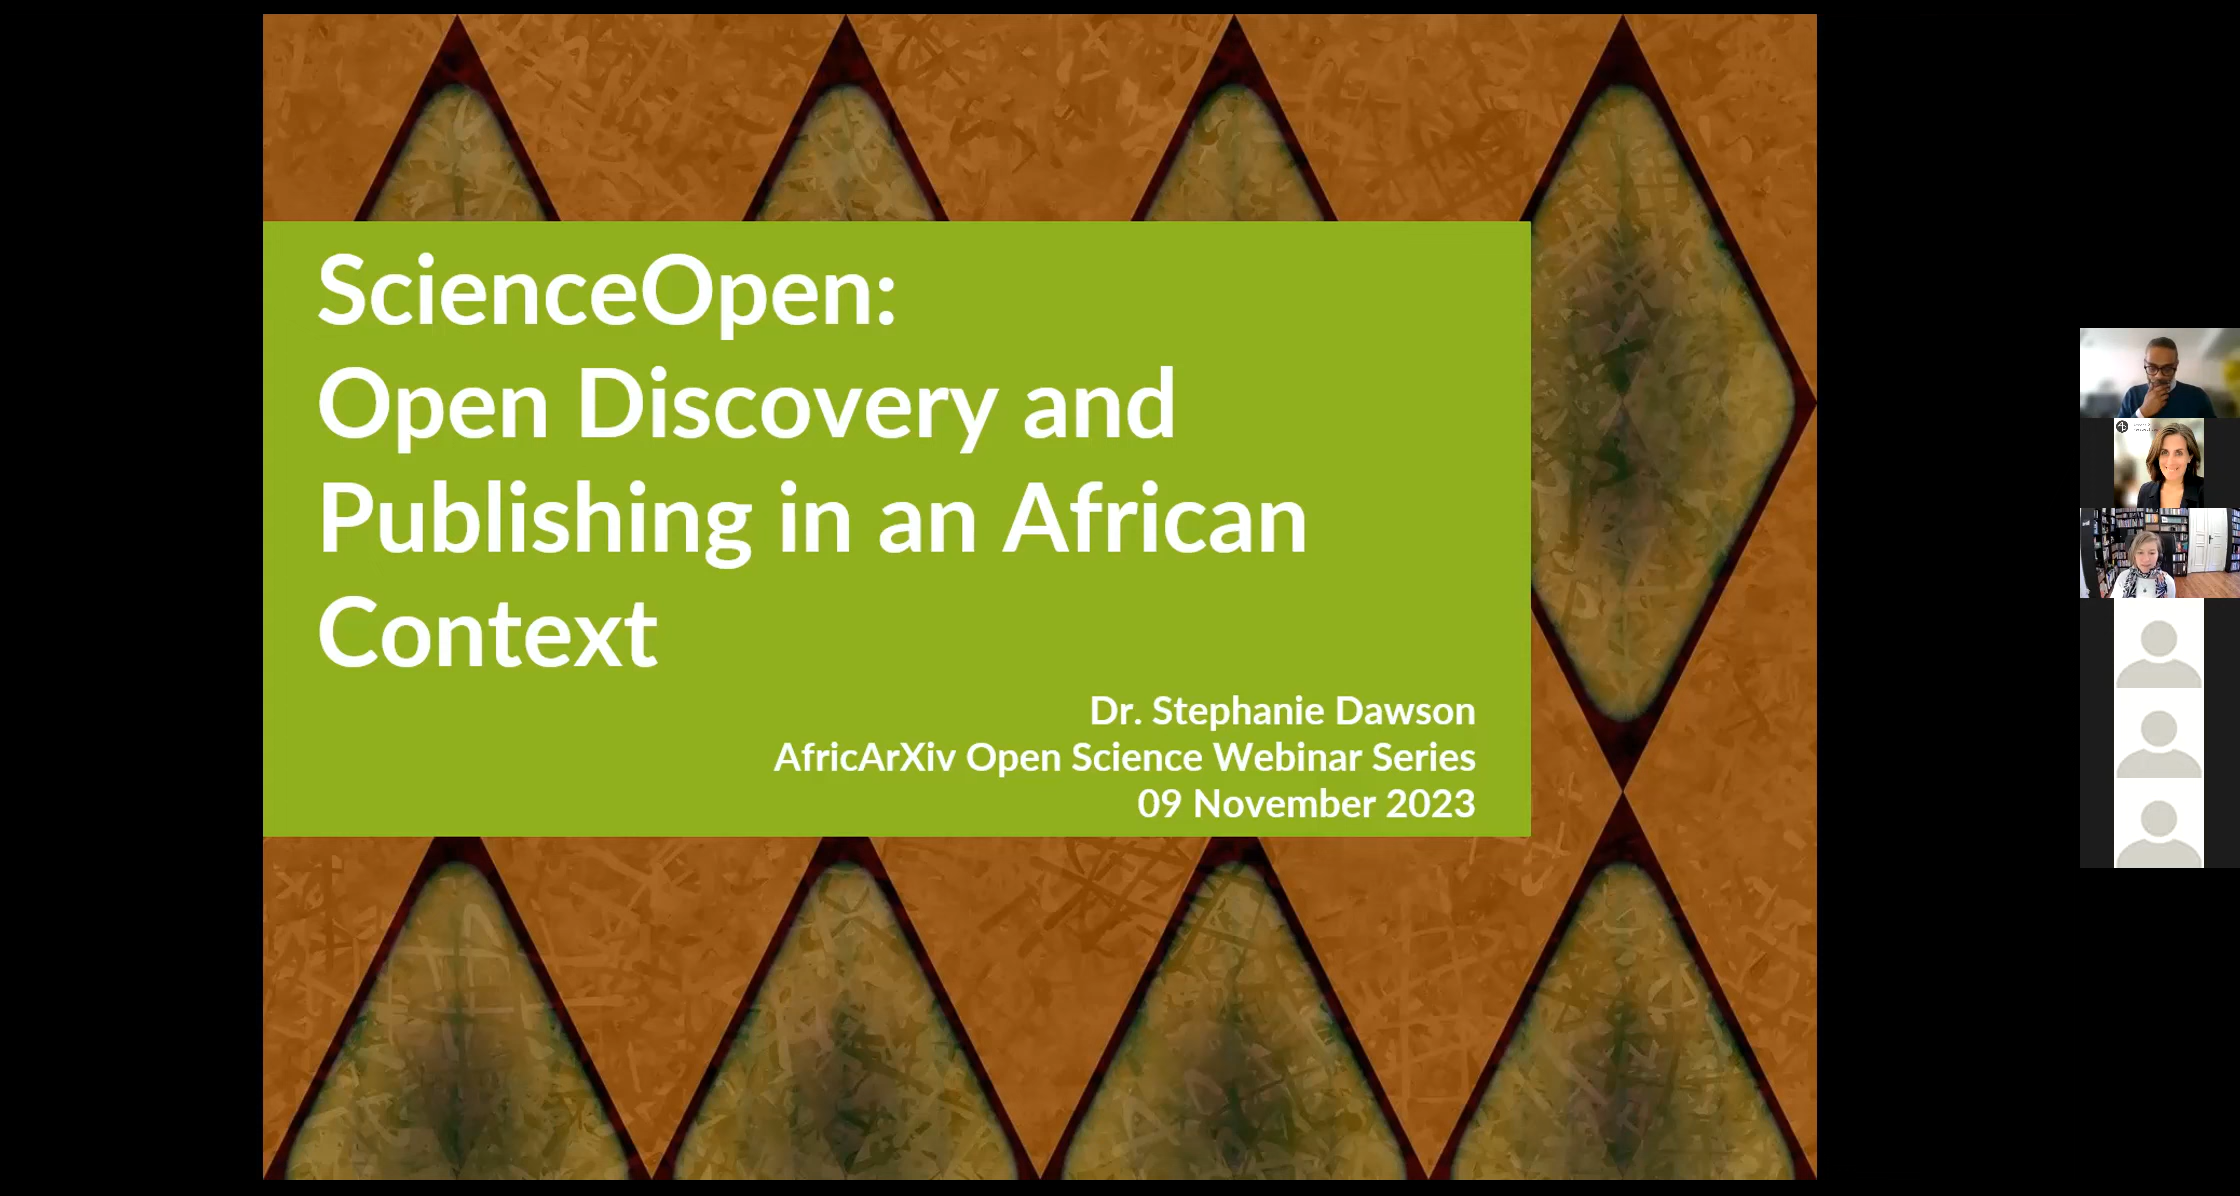 ScienceOpen:
Open Discovery and
Publishing in an African
Context
Dr. Stephanie Dawson
AfricArXiv Open Science Webinar Series
09 November 2023